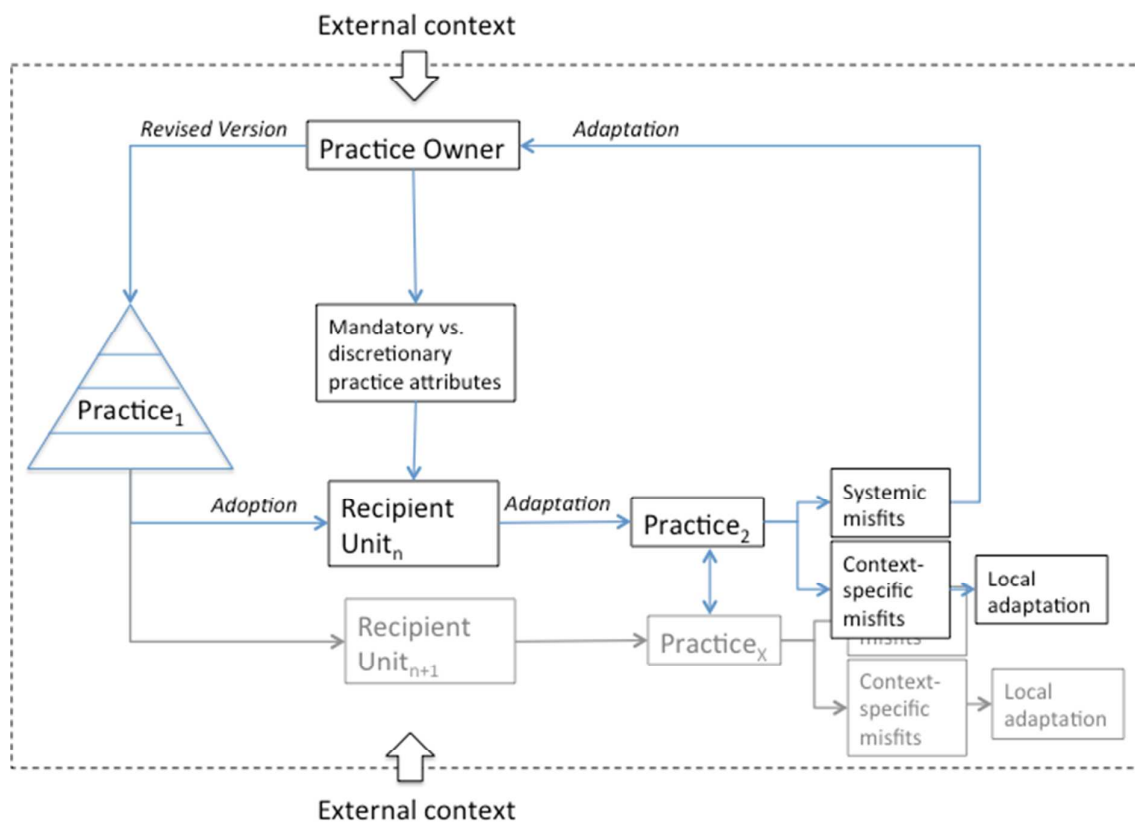 External context
Revised Version
Practice Owner
Adaptation
Mandatory vs.
discretionary
practice attributes
Practice₁
Adoption
Recipient
Unitₙ
Adaptation
Practice₂
Systemic
misfits
Context-
specific
misfits
Local
adaptation
Recipient
Unitₙ₊₁
Practiceₓ
misfits
Context-
specific
misfits
Local
adaptation
External context